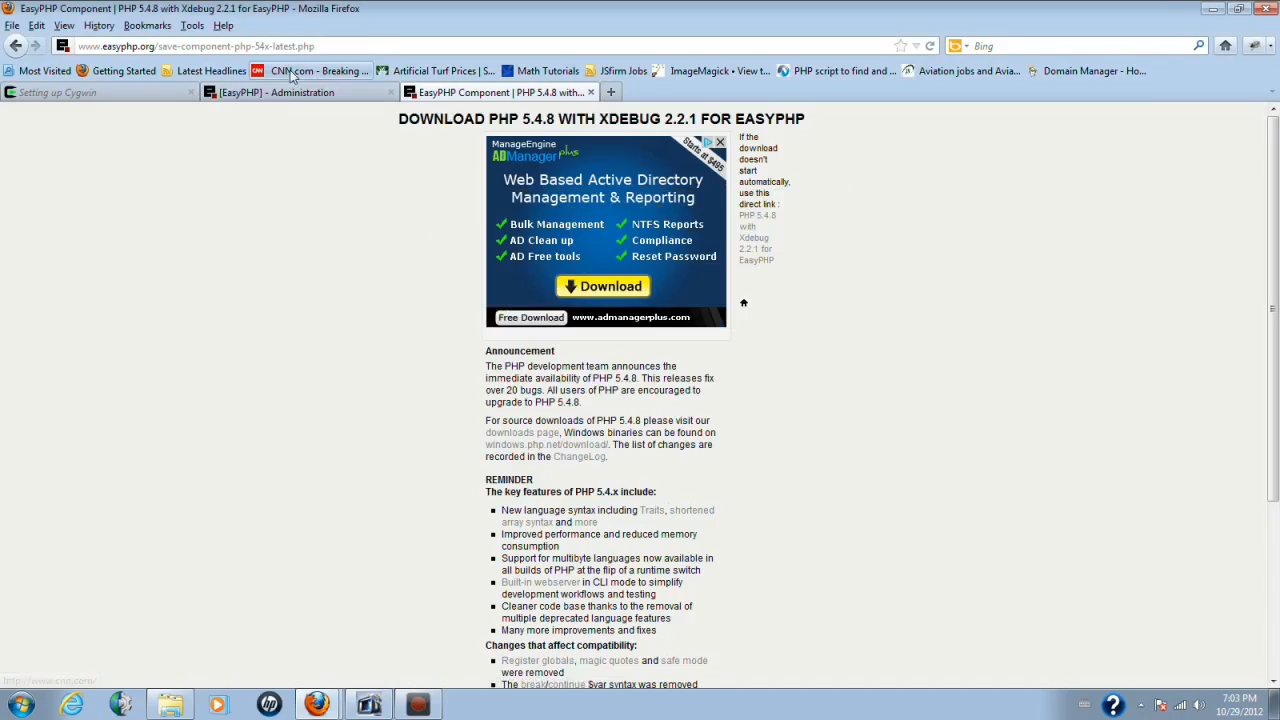 EasyPHP Component | PHP 5.4.8 with Xdebug 2.2.1 for EasyPHP - Mozilla Firefox
File Edit View History Bookmarks Tools Help
www.easyphp.org/save-component-php-54x-latest.php
Bing
Most Visited Getting Started Latest Headlines CNN.com - Breaking ... Artificial Turf Prices | S... Math Tutorials JSfirm Jobs ImageMagick • View t... PHP script to find and ... Aviation jobs and Avia... Domain Manager - Ho...
Setting up Cygwin [EasyPHP] - Administration EasyPHP Component | PHP 5.4.8 with...
DOWNLOAD PHP 5.4.8 WITH XDEBUG 2.2.1 FOR EASYPHP
ManageEngine
ADManager plus
Starts at $495
Web Based Active Directory
Management & Reporting
Bulk Management NTFS Reports
AD Clean up Compliance
AD Free tools Reset Password
Download
Free Download www.admanagerplus.com
If the
download
doesn't
start
automatically,
use this
direct link :
PHP 5.4.8
with
Xdebug
2.2.1 for
EasyPHP
Announcement
The PHP development team announces the
immediate availability of PHP 5.4.8. This releases fix
over 20 bugs. All users of PHP are encouraged to
upgrade to PHP 5.4.8.
For source downloads of PHP 5.4.8 please visit our
downloads page, Windows binaries can be found on
windows.php.net/download/. The list of changes are
recorded in the ChangeLog.
REMINDER
The key features of PHP 5.4.x include:
New language syntax including Traits, shortened
array syntax and more
Improved performance and reduced memory
consumption
Support for multibyte languages now available in
all builds of PHP at the flip of a runtime switch
Built-in webserver in CLI mode to simplify
development workflows and testing
Cleaner code base thanks to the removal of
multiple deprecated language features
Many more improvements and fixes
Changes that affect compatibility:
Register globals, magic quotes and safe mode
were removed
The break/continue $var syntax was removed
http://www.cnn.com/
7:03 PM
10/29/2012